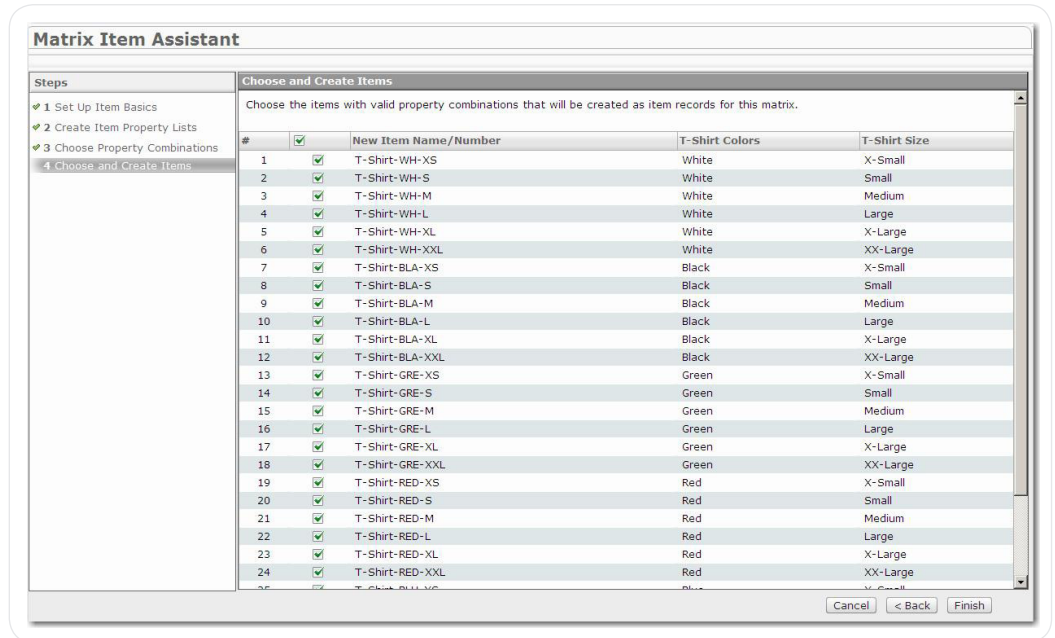 Matrix Item Assistant
Steps
1 Set Up Item Basics
2 Create Item Property Lists
3 Choose Property Combinations
4 Choose and Create Items
Choose and Create Items
Choose the items with valid property combinations that will be created as item records for this matrix.
# New Item Name/Number T-Shirt Colors T-Shirt Size
1 T-Shirt-WH-XS White X-Small
2 T-Shirt-WH-S White Small
3 T-Shirt-WH-M White Medium
4 T-Shirt-WH-L White Large
5 T-Shirt-WH-XL White X-Large
6 T-Shirt-WH-XXL White XX-Large
7 T-Shirt-BLA-XS Black X-Small
8 T-Shirt-BLA-S Black Small
9 T-Shirt-BLA-M Black Medium
10 T-Shirt-BLA-L Black Large
11 T-Shirt-BLA-XL Black X-Large
12 T-Shirt-BLA-XXL Black XX-Large
13 T-Shirt-GRE-XS Green X-Small
14 T-Shirt-GRE-S Green Small
15 T-Shirt-GRE-M Green Medium
16 T-Shirt-GRE-L Green Large
17 T-Shirt-GRE-XL Green X-Large
18 T-Shirt-GRE-XXL Green XX-Large
19 T-Shirt-RED-XS Red X-Small
20 T-Shirt-RED-S Red Small
21 T-Shirt-RED-M Red Medium
22 T-Shirt-RED-L Red Large
23 T-Shirt-RED-XL Red X-Large
24 T-Shirt-RED-XXL Red XX-Large
Cancel < Back Finish